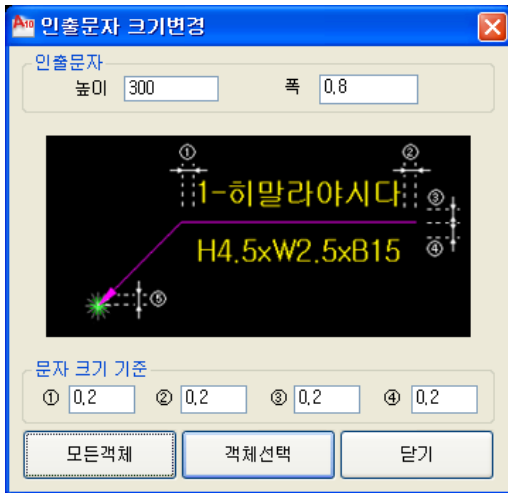 A10 인출문자 크기변경
인출문자
높이 300 폭 0.8
① ②
1-히말라야시다 ③
H4.5xW2.5xB15 ④
⑤
문자 크기 기준
① 0.2 ② 0.2 ③ 0.2 ④ 0.2
모든객체 객체선택 닫기